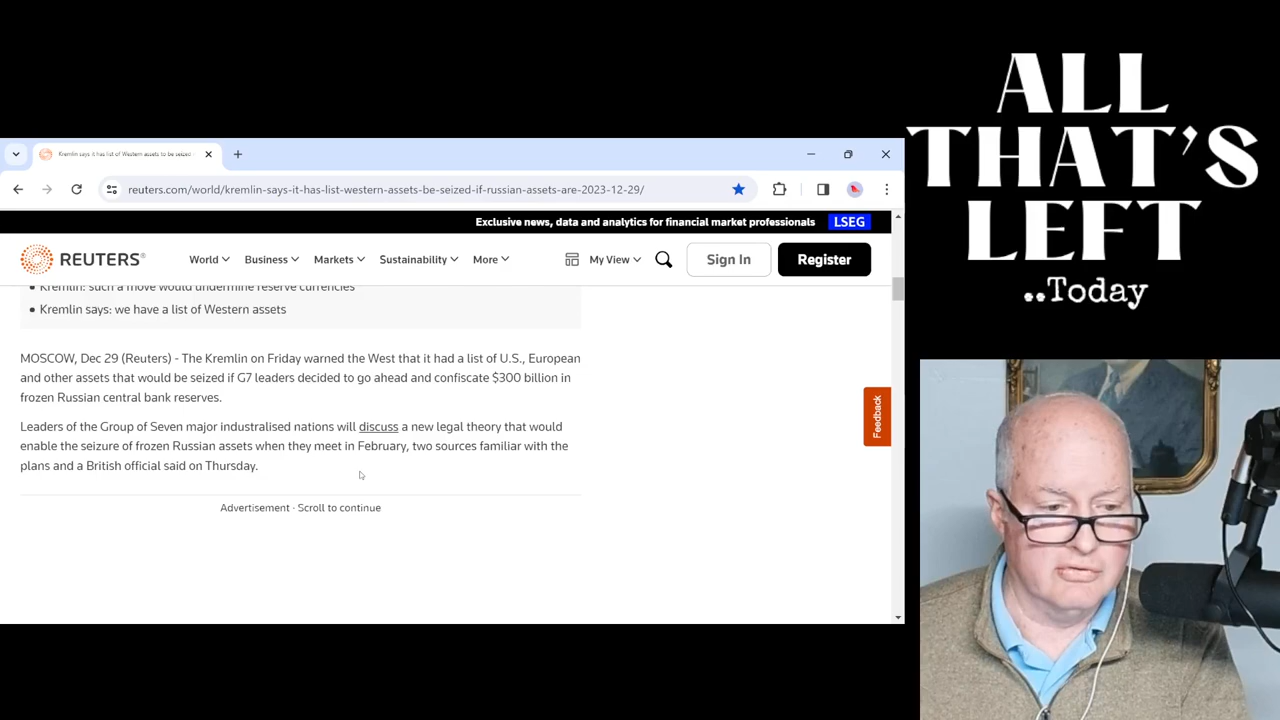 ALL
THAT'S
LEFT
..Today
Kremlin says it has list of Western assets to be seized
reuters.com/world/kremlin-says-it-has-list-western-assets-be-seized-if-russian-assets-are-2023-12-29/
Exclusive news, data and analytics for financial market professionals LSEG
REUTERS® World Business Markets Sustainability More My View Sign In Register
Kremlin: such a move would undermine reserve currencies
Kremlin says: we have a list of Western assets
MOSCOW, Dec 29 (Reuters) - The Kremlin on Friday warned the West that it had a list of U.S., European
and other assets that would be seized if G7 leaders decided to go ahead and confiscate $300 billion in
frozen Russian central bank reserves.
Leaders of the Group of Seven major industralised nations will discuss a new legal theory that would
enable the seizure of frozen Russian assets when they meet in February, two sources familiar with the
plans and a British official said on Thursday.
Advertisement · Scroll to continue
Feedback